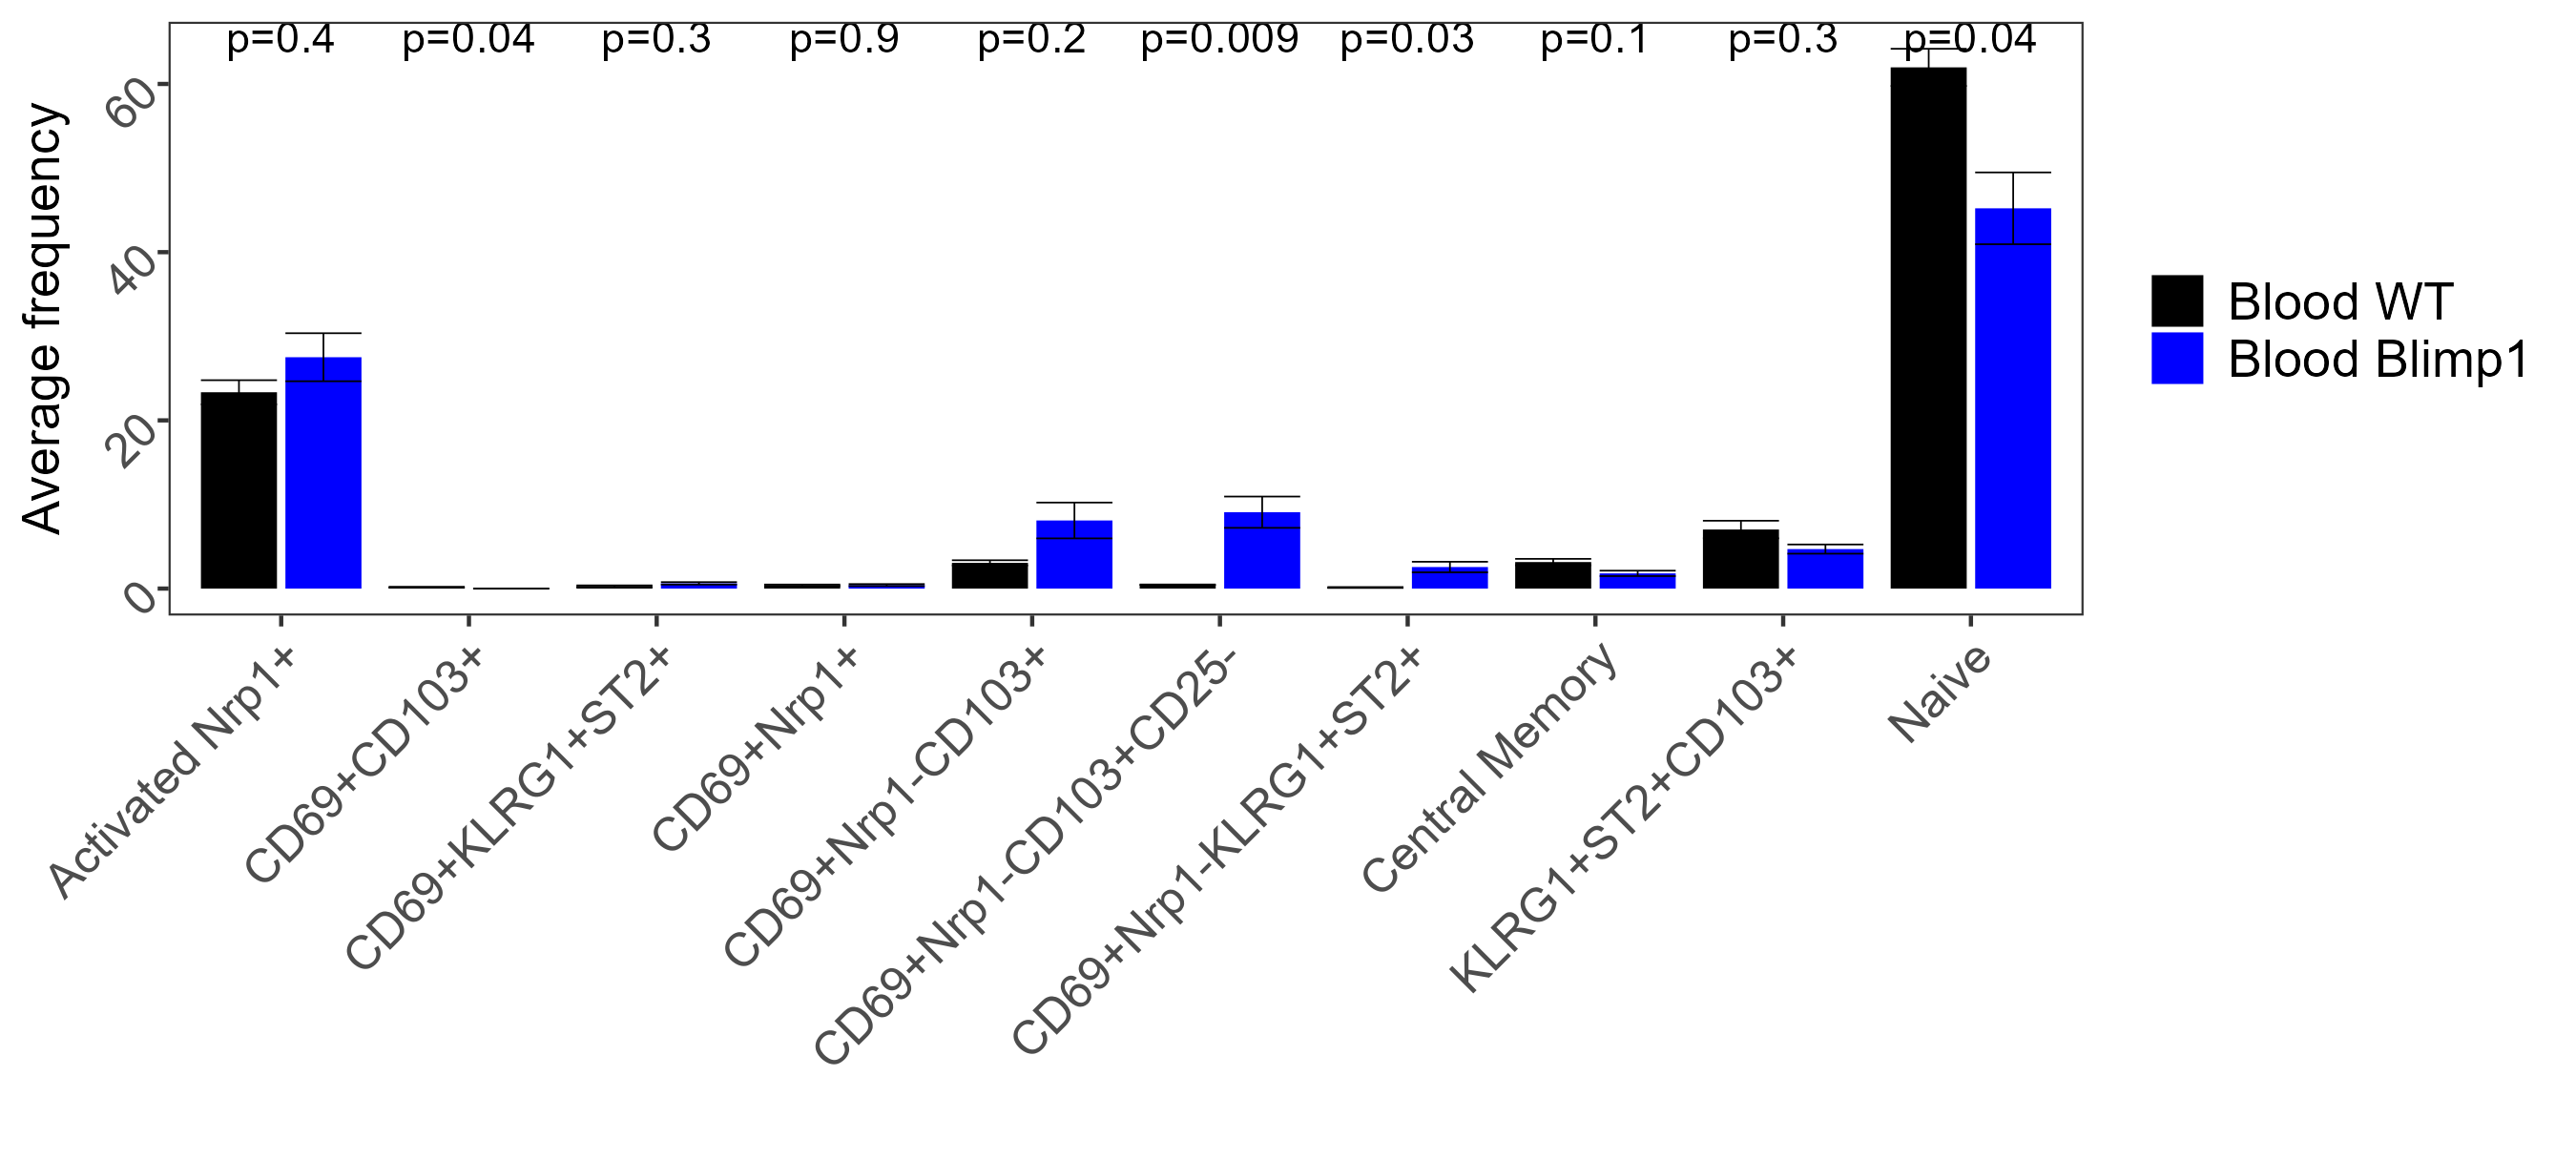 p=0.4 p=0.04 p=0.3 p=0.9 p=0.2 p=0.009 p=0.03 p=0.1 p=0.3 p=0.04
Average frequency
60
40
20
0
Blood WT
Blood Blimp1
Activated Nrp1+
CD69+CD103+
CD69+KLRG1+ST2+
CD69+Nrp1+
CD69+Nrp1-CD103+
CD69+Nrp1-CD103+CD25-
CD69+Nrp1-KLRG1+ST2+
Central Memory
KLRG1+ST2+CD103+
Naive